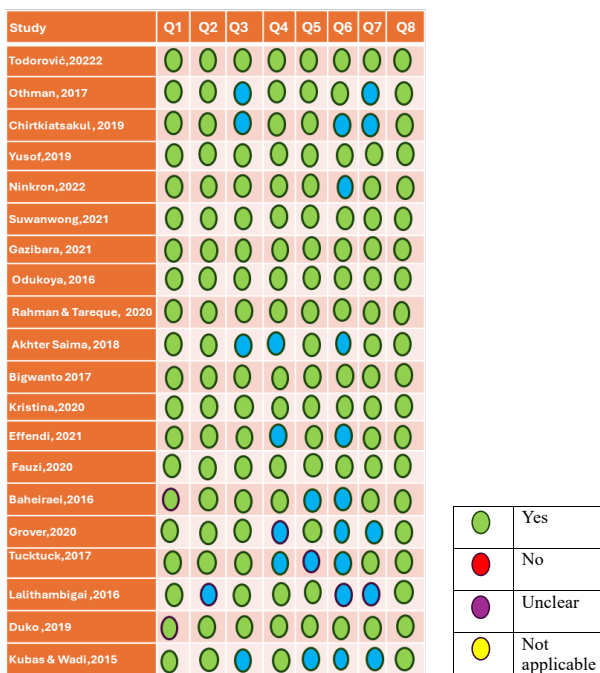 Study Q1 Q2 Q3 Q4 Q5 Q6 Q7 Q8
Todorović,20222
Othman, 2017
Chirtkiatsakul, 2019
Yusof,2019
Ninkron,2022
Suwanwong,2021
Gazibara, 2021
Odukoya, 2016
Rahman & Tareque, 2020
Akhter Saima, 2018
Bigwanto 2017
Kristina,2020
Effendi, 2021
Fauzi,2020
Baheiraei,2016
Grover,2020
Tucktuck,2017
Lalithambigai,2016
Duko,2019
Kubas & Wadi,2015
Yes
No
Unclear
Not
applicable